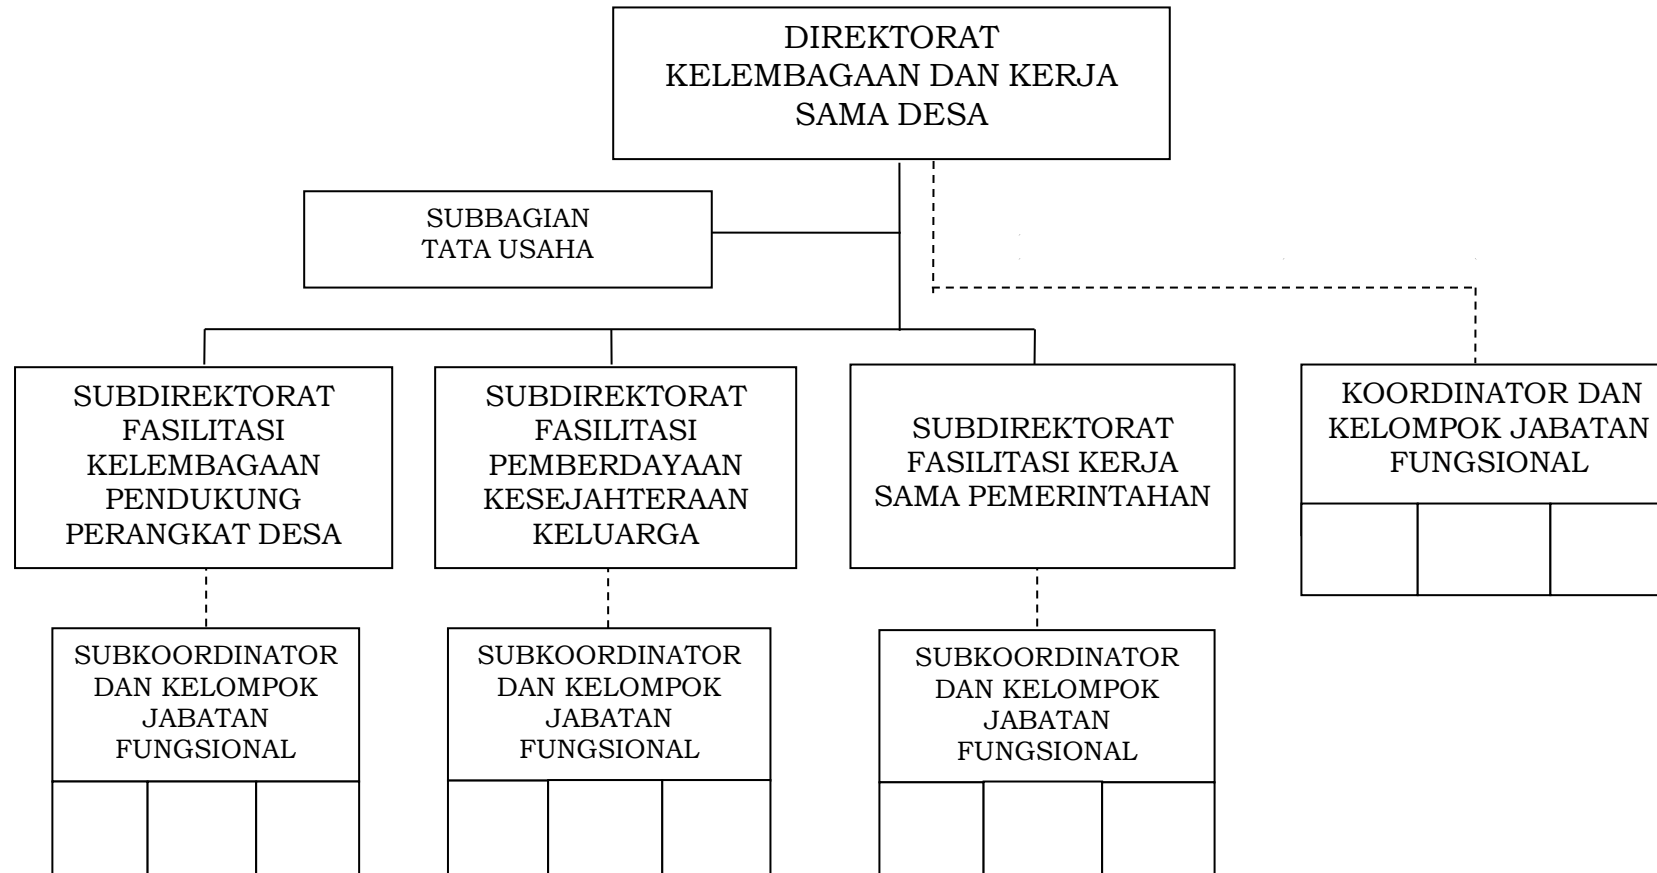 DIREKTORAT
KELEMBAGAAN DAN KERJA
SAMA DESA
SUBBAGIAN
TATA USAHA
SUBDIREKTORAT
FASILITASI
KELEMBAGAAN
PENDUKUNG
PERANGKAT DESA
SUBDIREKTORAT
FASILITASI
PEMBERDAYAAN
KESEJAHTERAAN
KELUARGA
SUBDIREKTORAT
FASILITASI KERJA
SAMA PEMERINTAHAN
KOORDINATOR DAN
KELOMPOK JABATAN
FUNGSIONAL
SUBKOORDINATOR
DAN KELOMPOK
JABATAN
FUNGSIONAL
SUBKOORDINATOR
DAN KELOMPOK
JABATAN
FUNGSIONAL
SUBKOORDINATOR
DAN KELOMPOK
JABATAN
FUNGSIONAL